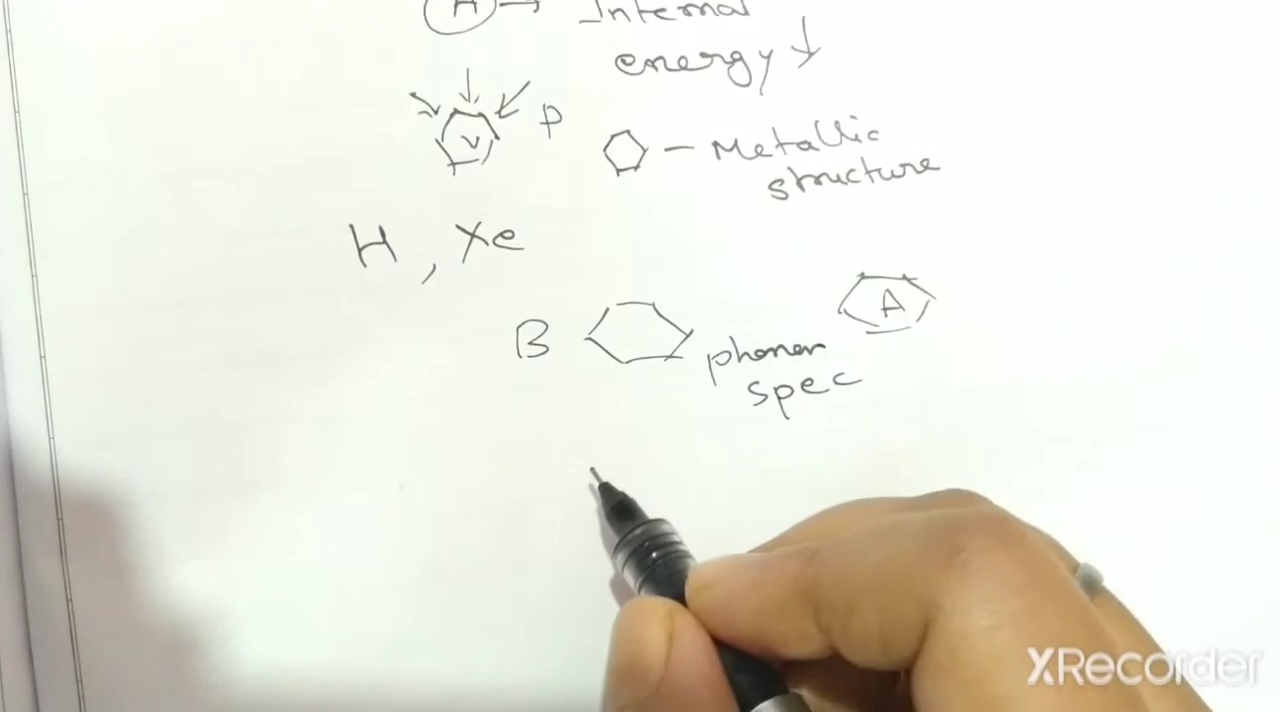 A → Internal
energy ↓
V P
— Metallic
structure
H, Xe
A
B
phonon
spec
XRecorder